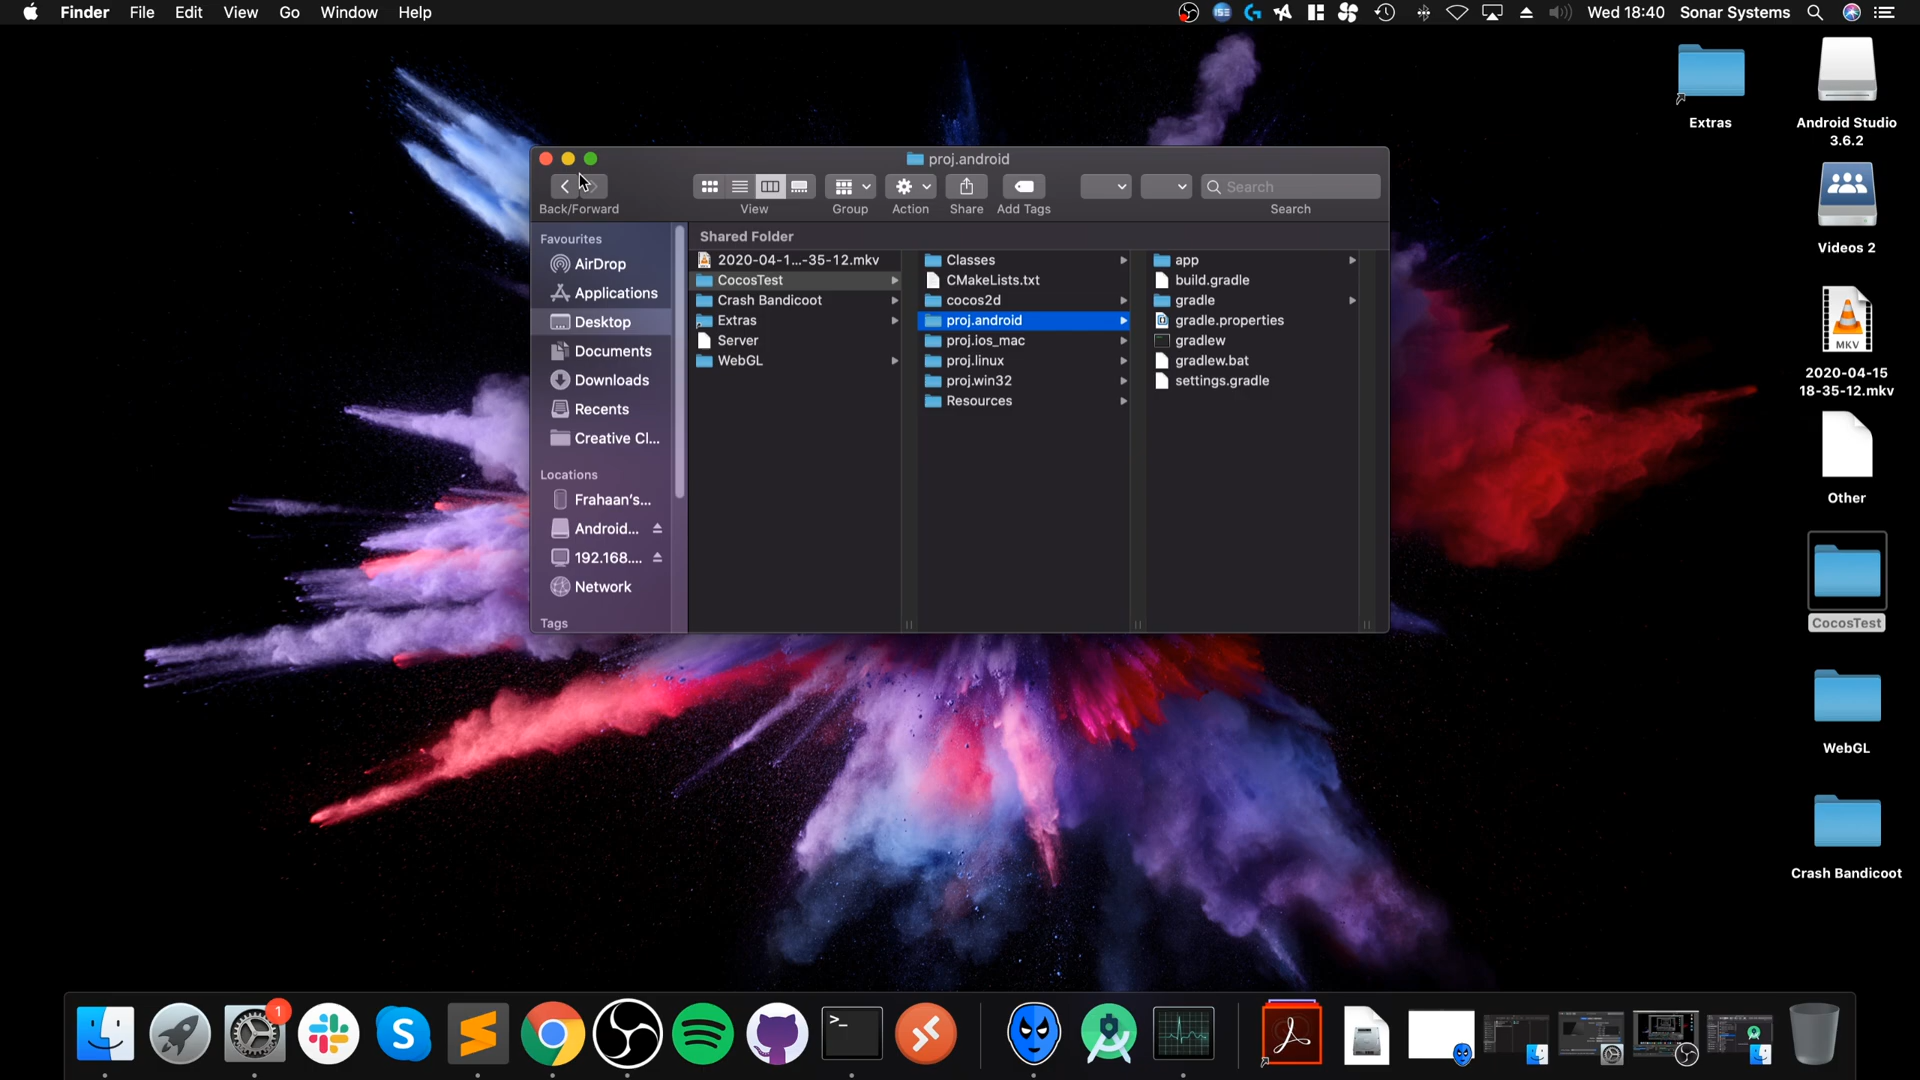 Finder File Edit View Go Window Help
Wed 18:40 Sonar Systems
proj.android
Search
Back/Forward View Group Action Share Add Tags Search
Favourites
AirDrop
Applications
Desktop
Documents
Downloads
Recents
Creative Cl...
Locations
Frahaan's...
Android...
192.168....
Network
Tags
Shared Folder
2020-04-1...-35-12.mkv
CocosTest
Crash Bandicoot
Extras
Server
WebGL
Classes
CMakeLists.txt
cocos2d
proj.android
proj.ios_mac
proj.linux
proj.win32
Resources
app
build.gradle
gradle
gradle.properties
gradlew
gradlew.bat
settings.gradle
Extras
Android Studio
3.6.2
Videos 2
MKV
2020-04-15
18-35-12.mkv
Other
CocosTest
WebGL
Crash Bandicoot
1
S
>_